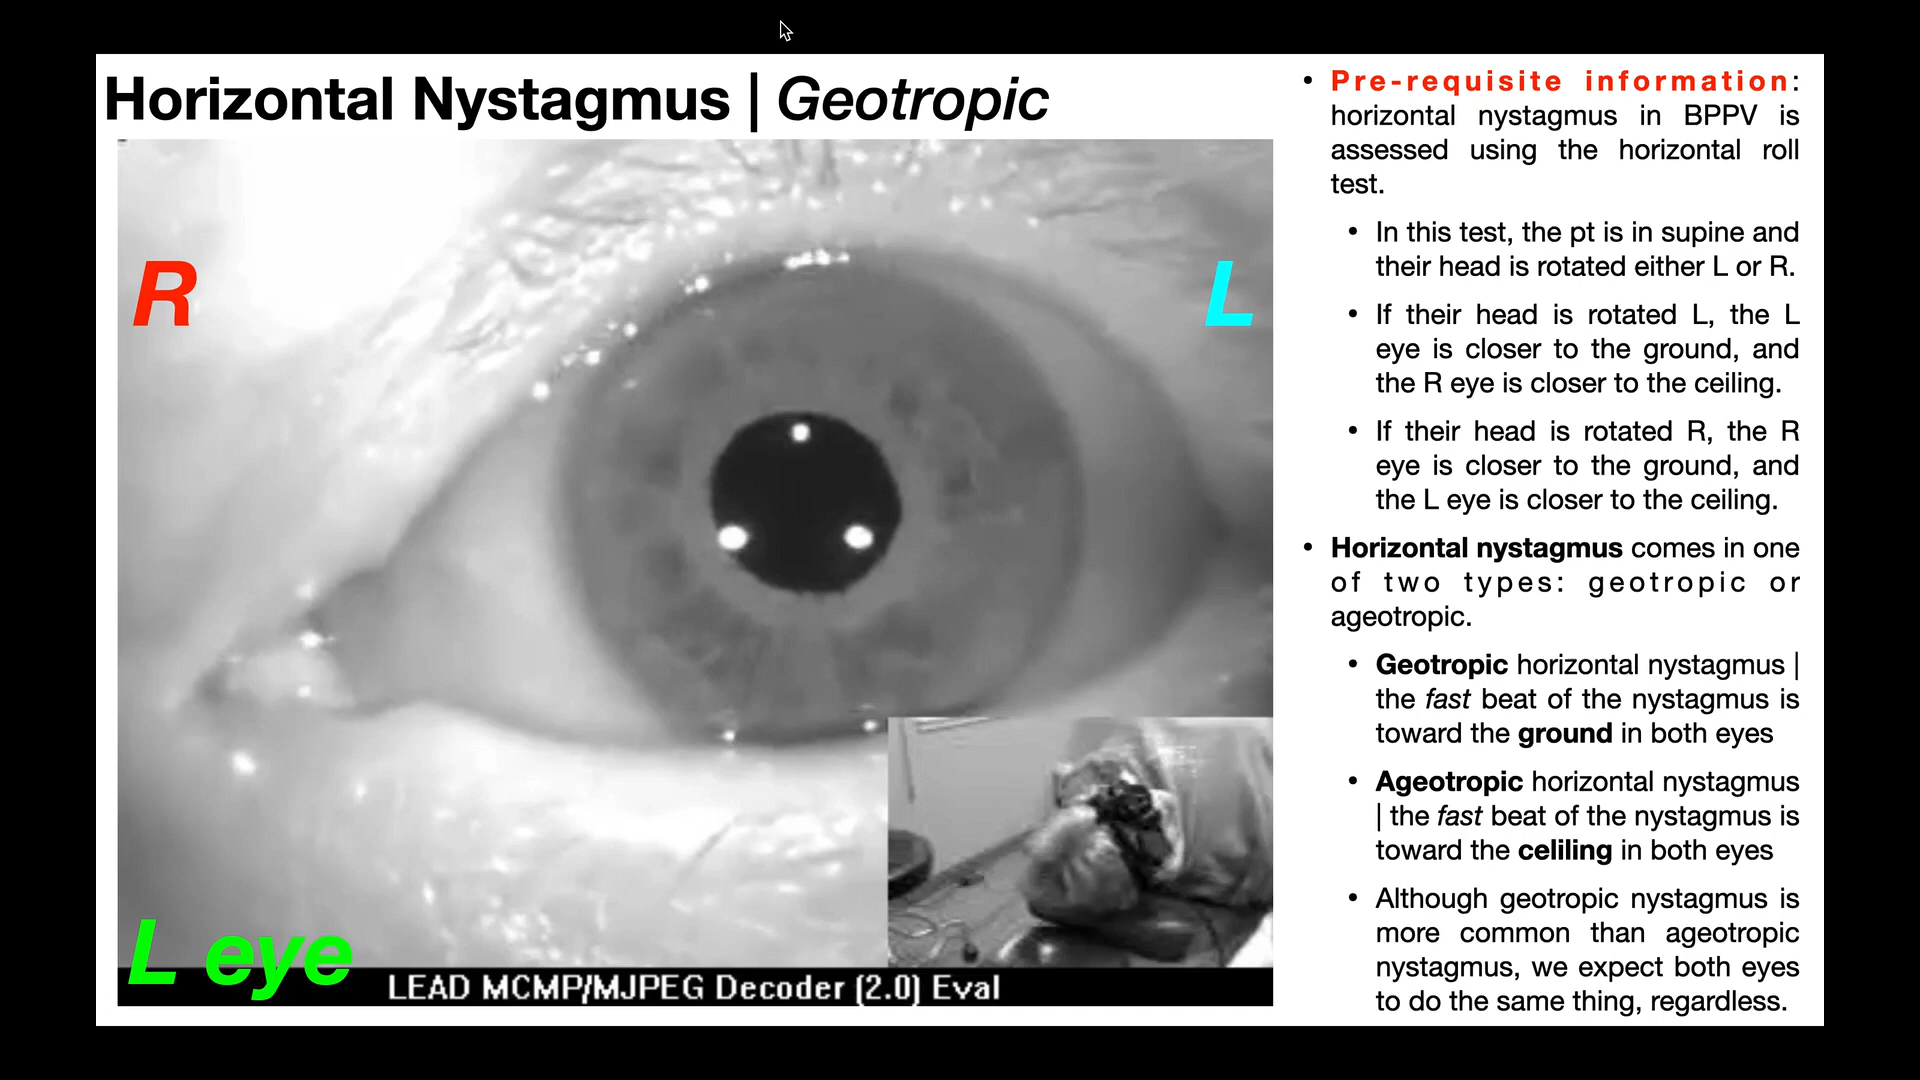 Horizontal Nystagmus | Geotropic
R
L
L eye
LEAD MCMP/MJPEG Decoder (2.0) Eval
• Pre-requisite information:
horizontal nystagmus in BPPV is
assessed using the horizontal roll
test.
• In this test, the pt is in supine and
their head is rotated either L or R.
• If their head is rotated L, the L
eye is closer to the ground, and
the R eye is closer to the ceiling.
• If their head is rotated R, the R
eye is closer to the ground, and
the L eye is closer to the ceiling.
• Horizontal nystagmus comes in one
of two types: geotropic or
ageotropic.
• Geotropic horizontal nystagmus |
the fast beat of the nystagmus is
toward the ground in both eyes
• Ageotropic horizontal nystagmus
| the fast beat of the nystagmus is
toward the celiling in both eyes
• Although geotropic nystagmus is
more common than ageotropic
nystagmus, we expect both eyes
to do the same thing, regardless.